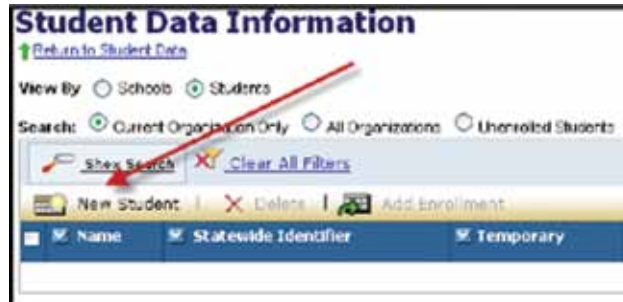 Student Data Information
Return to Student Data
View By Schools Students
Search: Current Organization Only All Organizations Unenrolled Students
Show Search Clear All Filters
New Student | Delete | Add Enrollment
Name Statewide Identifier Temporary